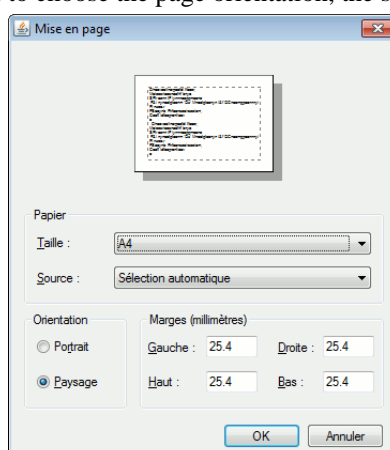 to choose the page orientation, the s
Mise en page
Papier
Taille : A4
Source : Sélection automatique
Orientation
Portrait
Paysage
Marges (millimètres)
Gauche : 25.4 Droite : 25.4
Haut : 25.4 Bas : 25.4
OK Annuler